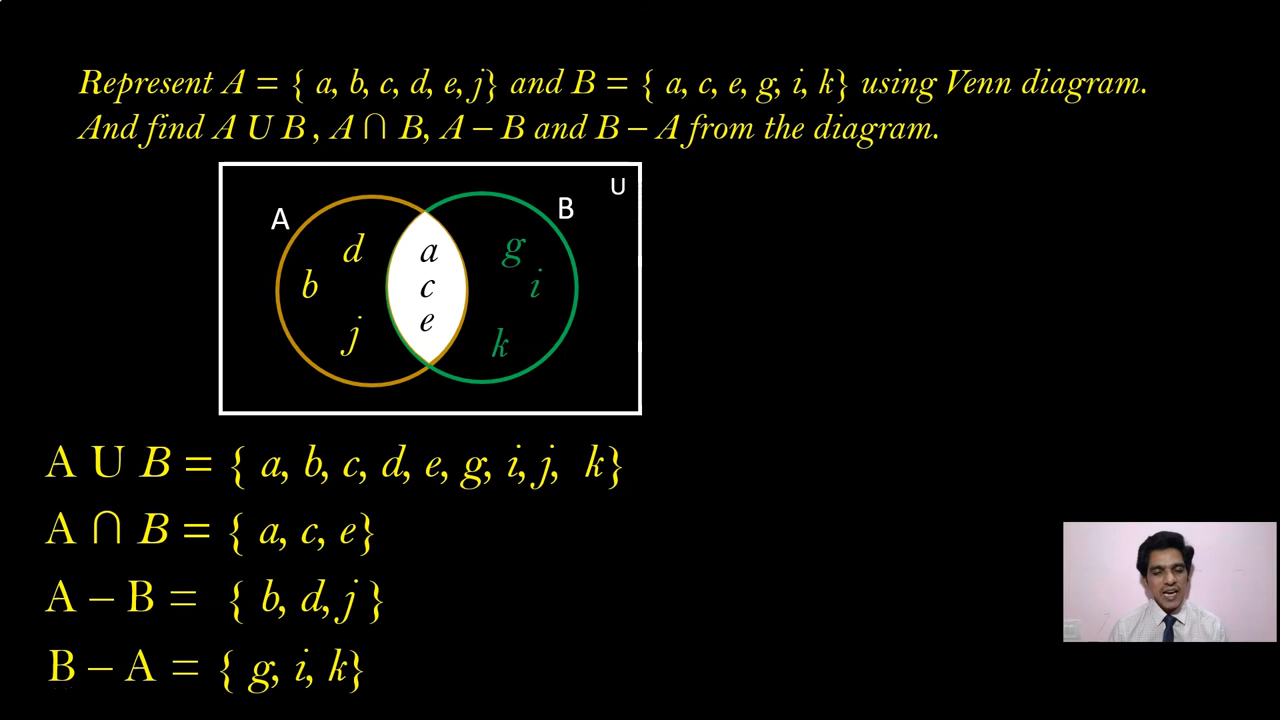 Represent A = { a, b, c, d, e, j} and B = { a, c, e, g, i, k} using Venn diagram.
And find A U B , A ∩ B, A – B and B – A from the diagram.
U
A
B
d
a
g
b
c
i
j
e
k
A U B = { a, b, c, d, e, g, i, j, k}
A ∩ B = { a, c, e}
A – B = { b, d, j }
B – A = { g, i, k}